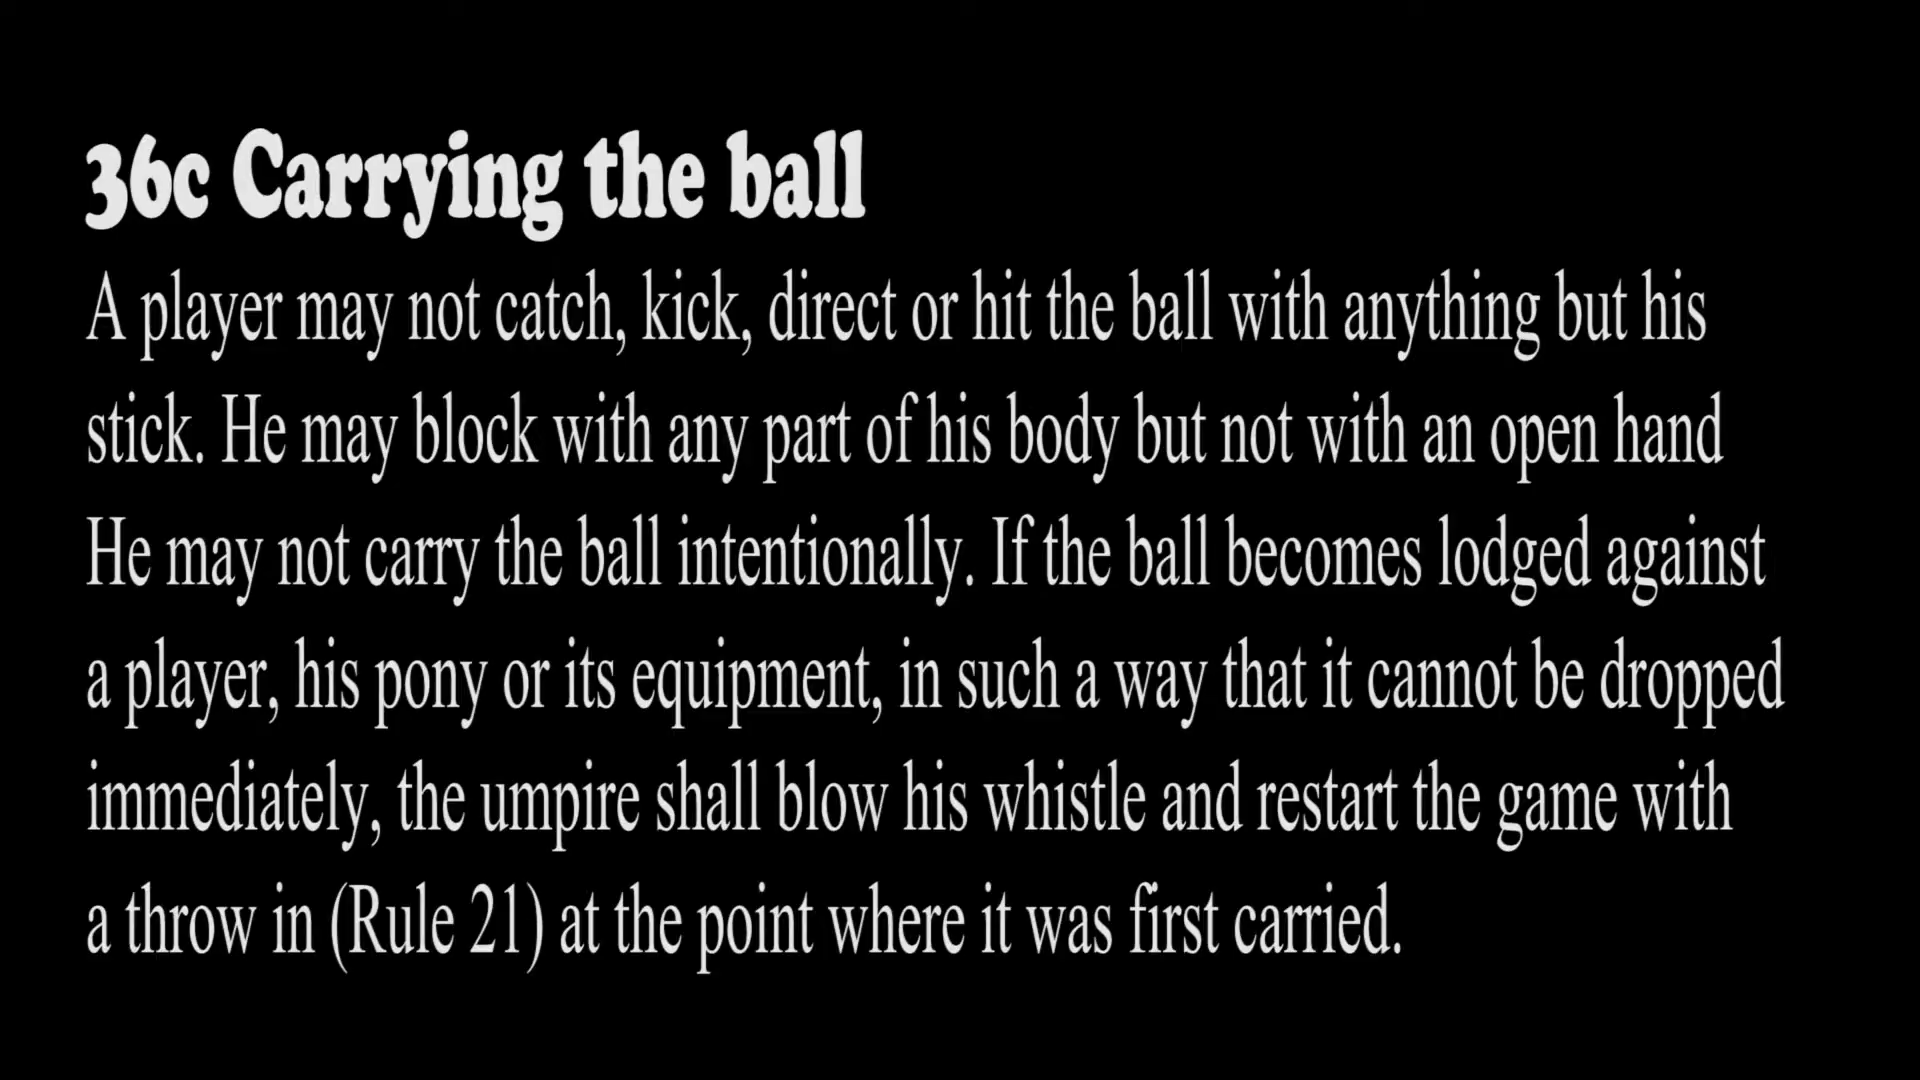 36c Carrying the ball
A player may not catch, kick, direct or hit the ball with anything but his
stick. He may block with any part of his body but not with an open hand
He may not carry the ball intentionally. If the ball becomes lodged against
a player, his pony or its equipment, in such a way that it cannot be dropped
immediately, the umpire shall blow his whistle and restart the game with
a throw in (Rule 21) at the point where it was first carried.